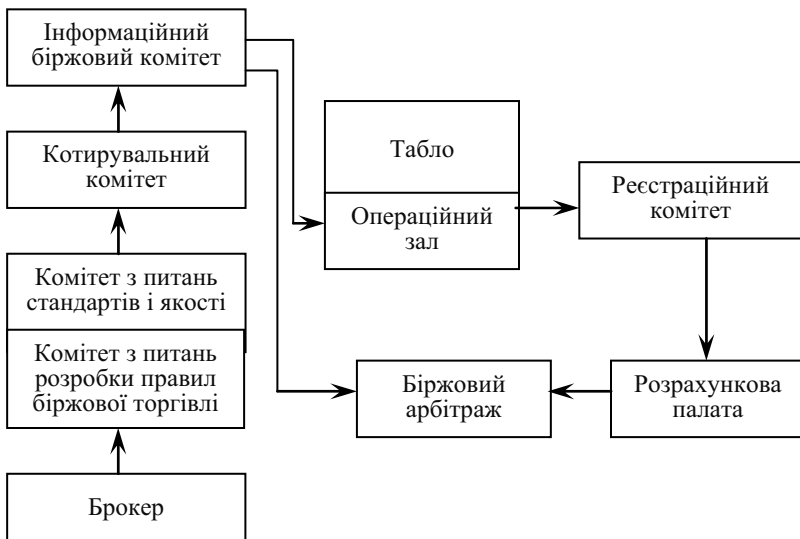 Інформаційний
біржовий комітет
Котирувальний
комітет
Комітет з питань
стандартів і якості
Комітет з питань
розробки правил
біржової торгівлі
Брокер
Табло
Операційний
зал
Реєстраційний
комітет
Біржовий
арбітраж
Розрахункова
палата